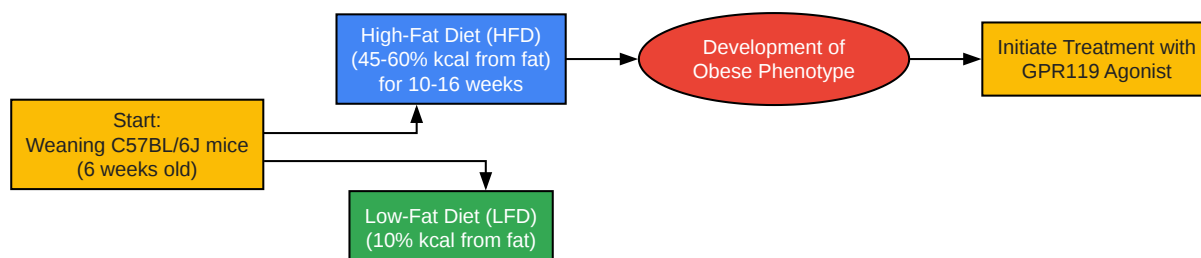 Start:
Weaning C57BL/6J mice
(6 weeks old)
High-Fat Diet (HFD)
(45-60% kcal from fat)
for 10-16 weeks
Low-Fat Diet (LFD)
(10% kcal from fat)
Development of
Obese Phenotype
Initiate Treatment with
GPR119 Agonist